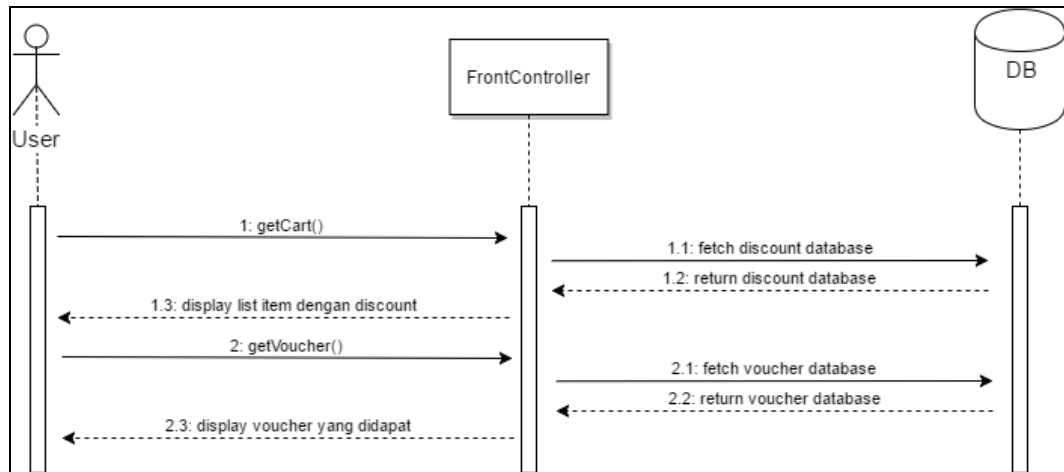 DB
FrontController
User
1: getCart()
1.1: fetch discount database
1.2: return discount database
1.3: display list item dengan discount
2: getVoucher()
2.1: fetch voucher database
2.2: return voucher database
2.3: display voucher yang didapat